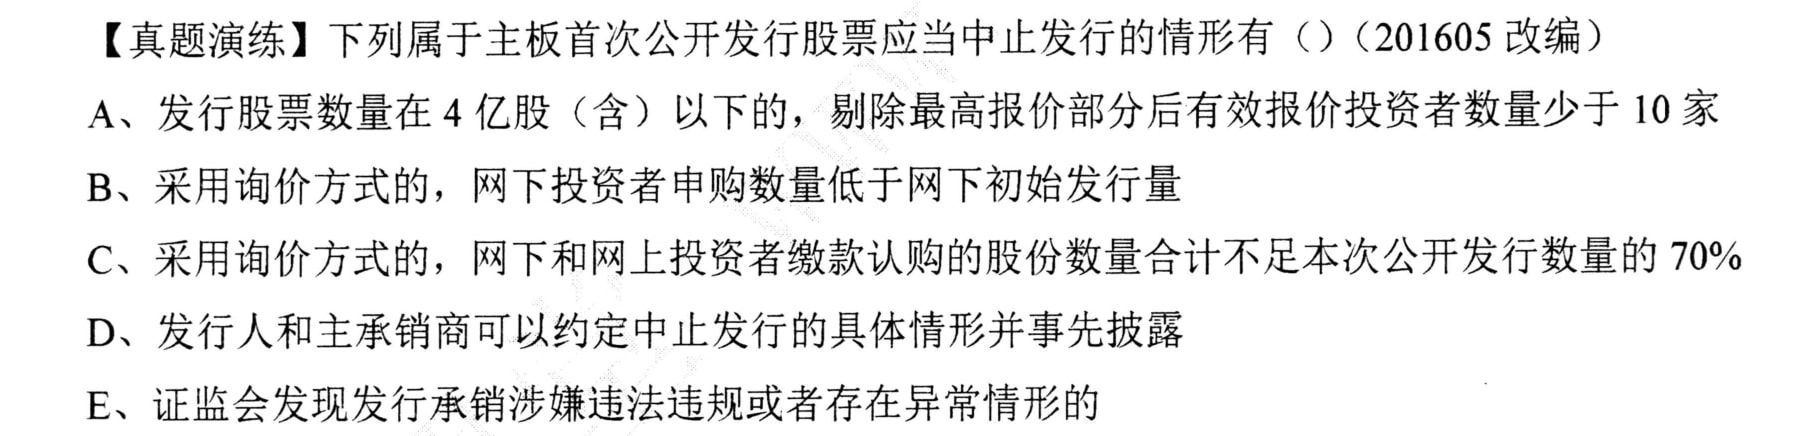 【真题演练】下列属于主板首次公开发行股票应当中止发行的情形有（）（201605 改编）
A、发行股票数量在 4 亿股（含）以下的，剔除最高报价部分后有效报价投资者数量少于 10 家
B、采用询价方式的，网下投资者申购数量低于网下初始发行量
C、采用询价方式的，网下和网上投资者缴款认购的股份数量合计不足本次公开发行数量的 70%
D、发行人和主承销商可以约定中止发行的具体情形并事先披露
E、证监会发现发行承销涉嫌违法违规或者存在异常情形的